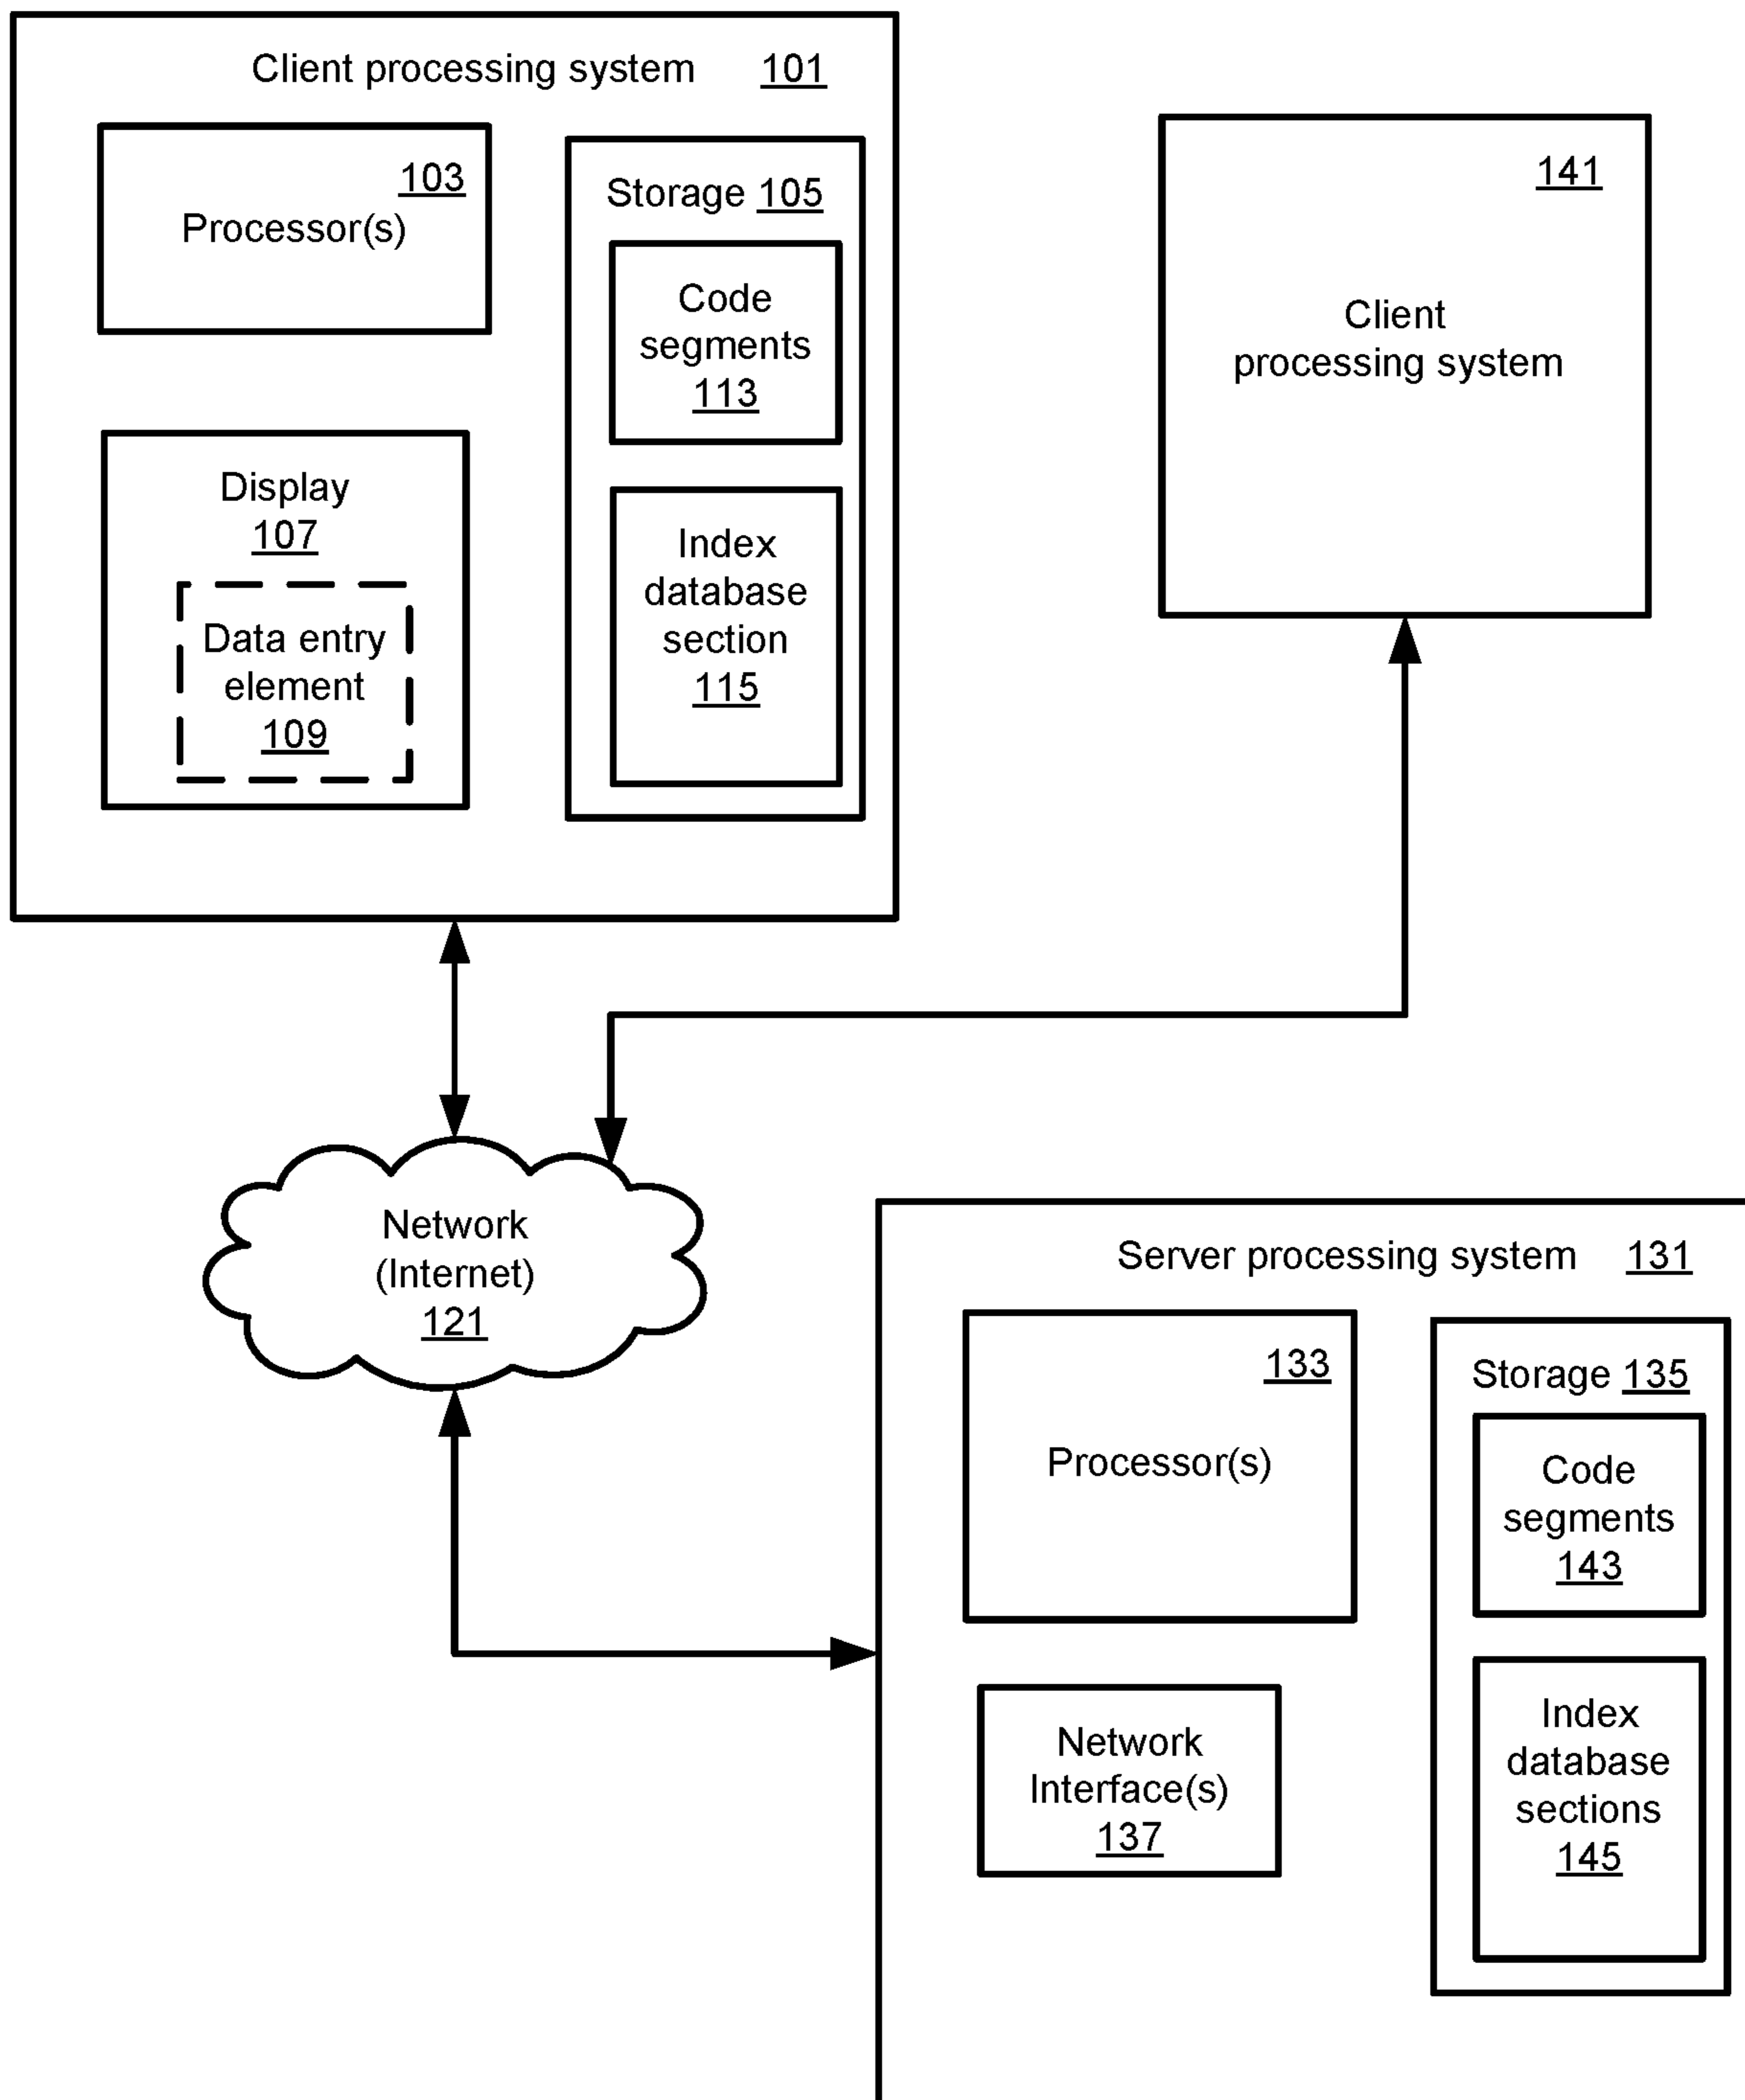 Client processing system 101
103
Processor(s)
Storage 105
Code
segments
113
Index
database
section
115
Display
107
Data entry
element
109
141
Client
processing system
Network
(Internet)
121
Server processing system 131
133
Processor(s)
Network
Interface(s)
137
Storage 135
Code
segments
143
Index
database
sections
145